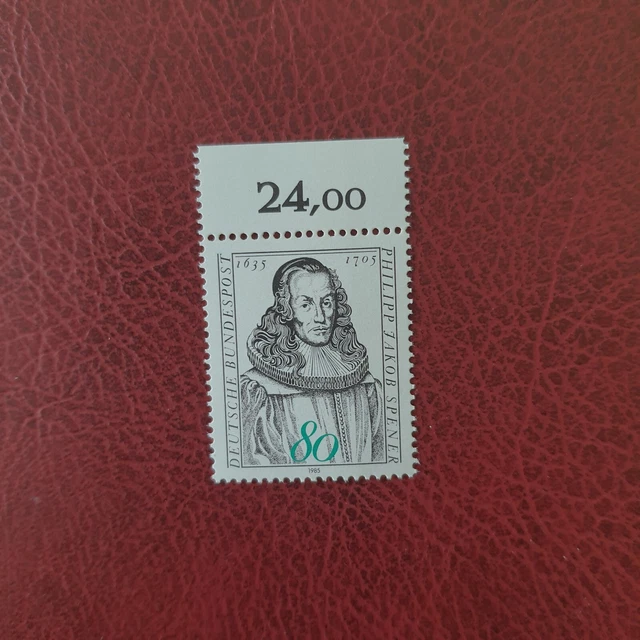 24,00
1635 1705
DEUTSCHE BUNDESPOST
PHILIPP JAKOB SPENER
80
1985